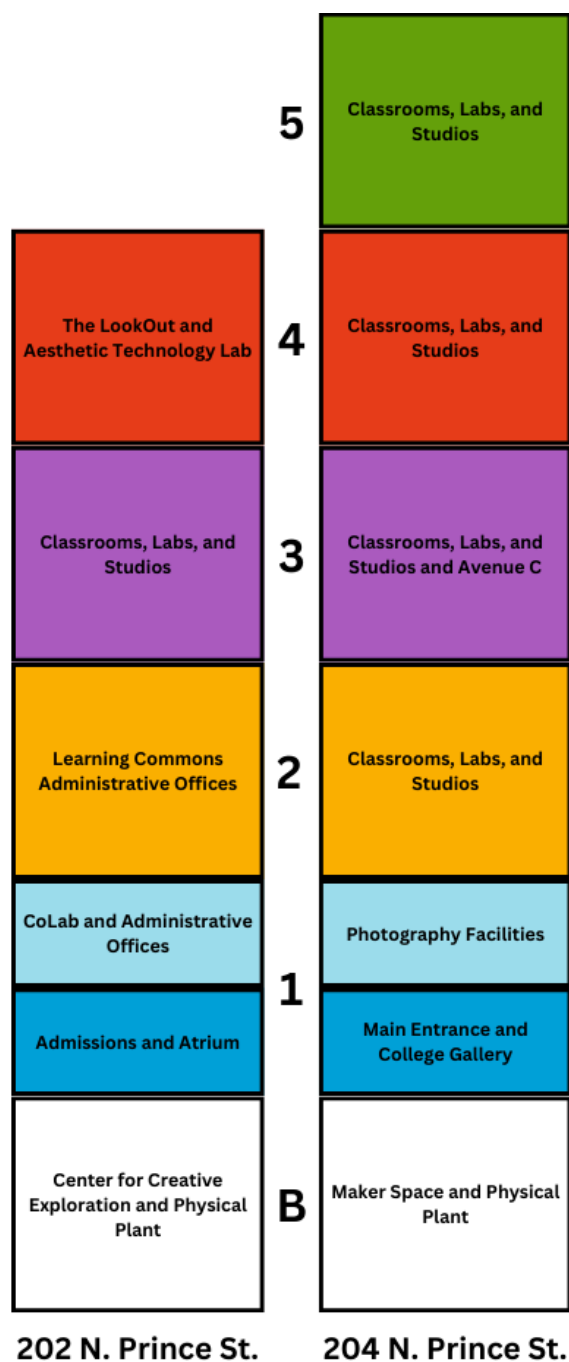 5
Classrooms, Labs, and
Studios
The LookOut and
Aesthetic Technology Lab
4
Classrooms, Labs, and
Studios
Classrooms, Labs, and
Studios
3
Classrooms, Labs, and
Studios and Avenue C
Learning Commons
Administrative Offices
2
Classrooms, Labs, and
Studios
CoLab and Administrative
Offices
Photography Facilities
1
Admissions and Atrium
Main Entrance and
College Gallery
Center for Creative
Exploration and Physical
Plant
B
Maker Space and Physical
Plant
202 N. Prince St.
204 N. Prince St.